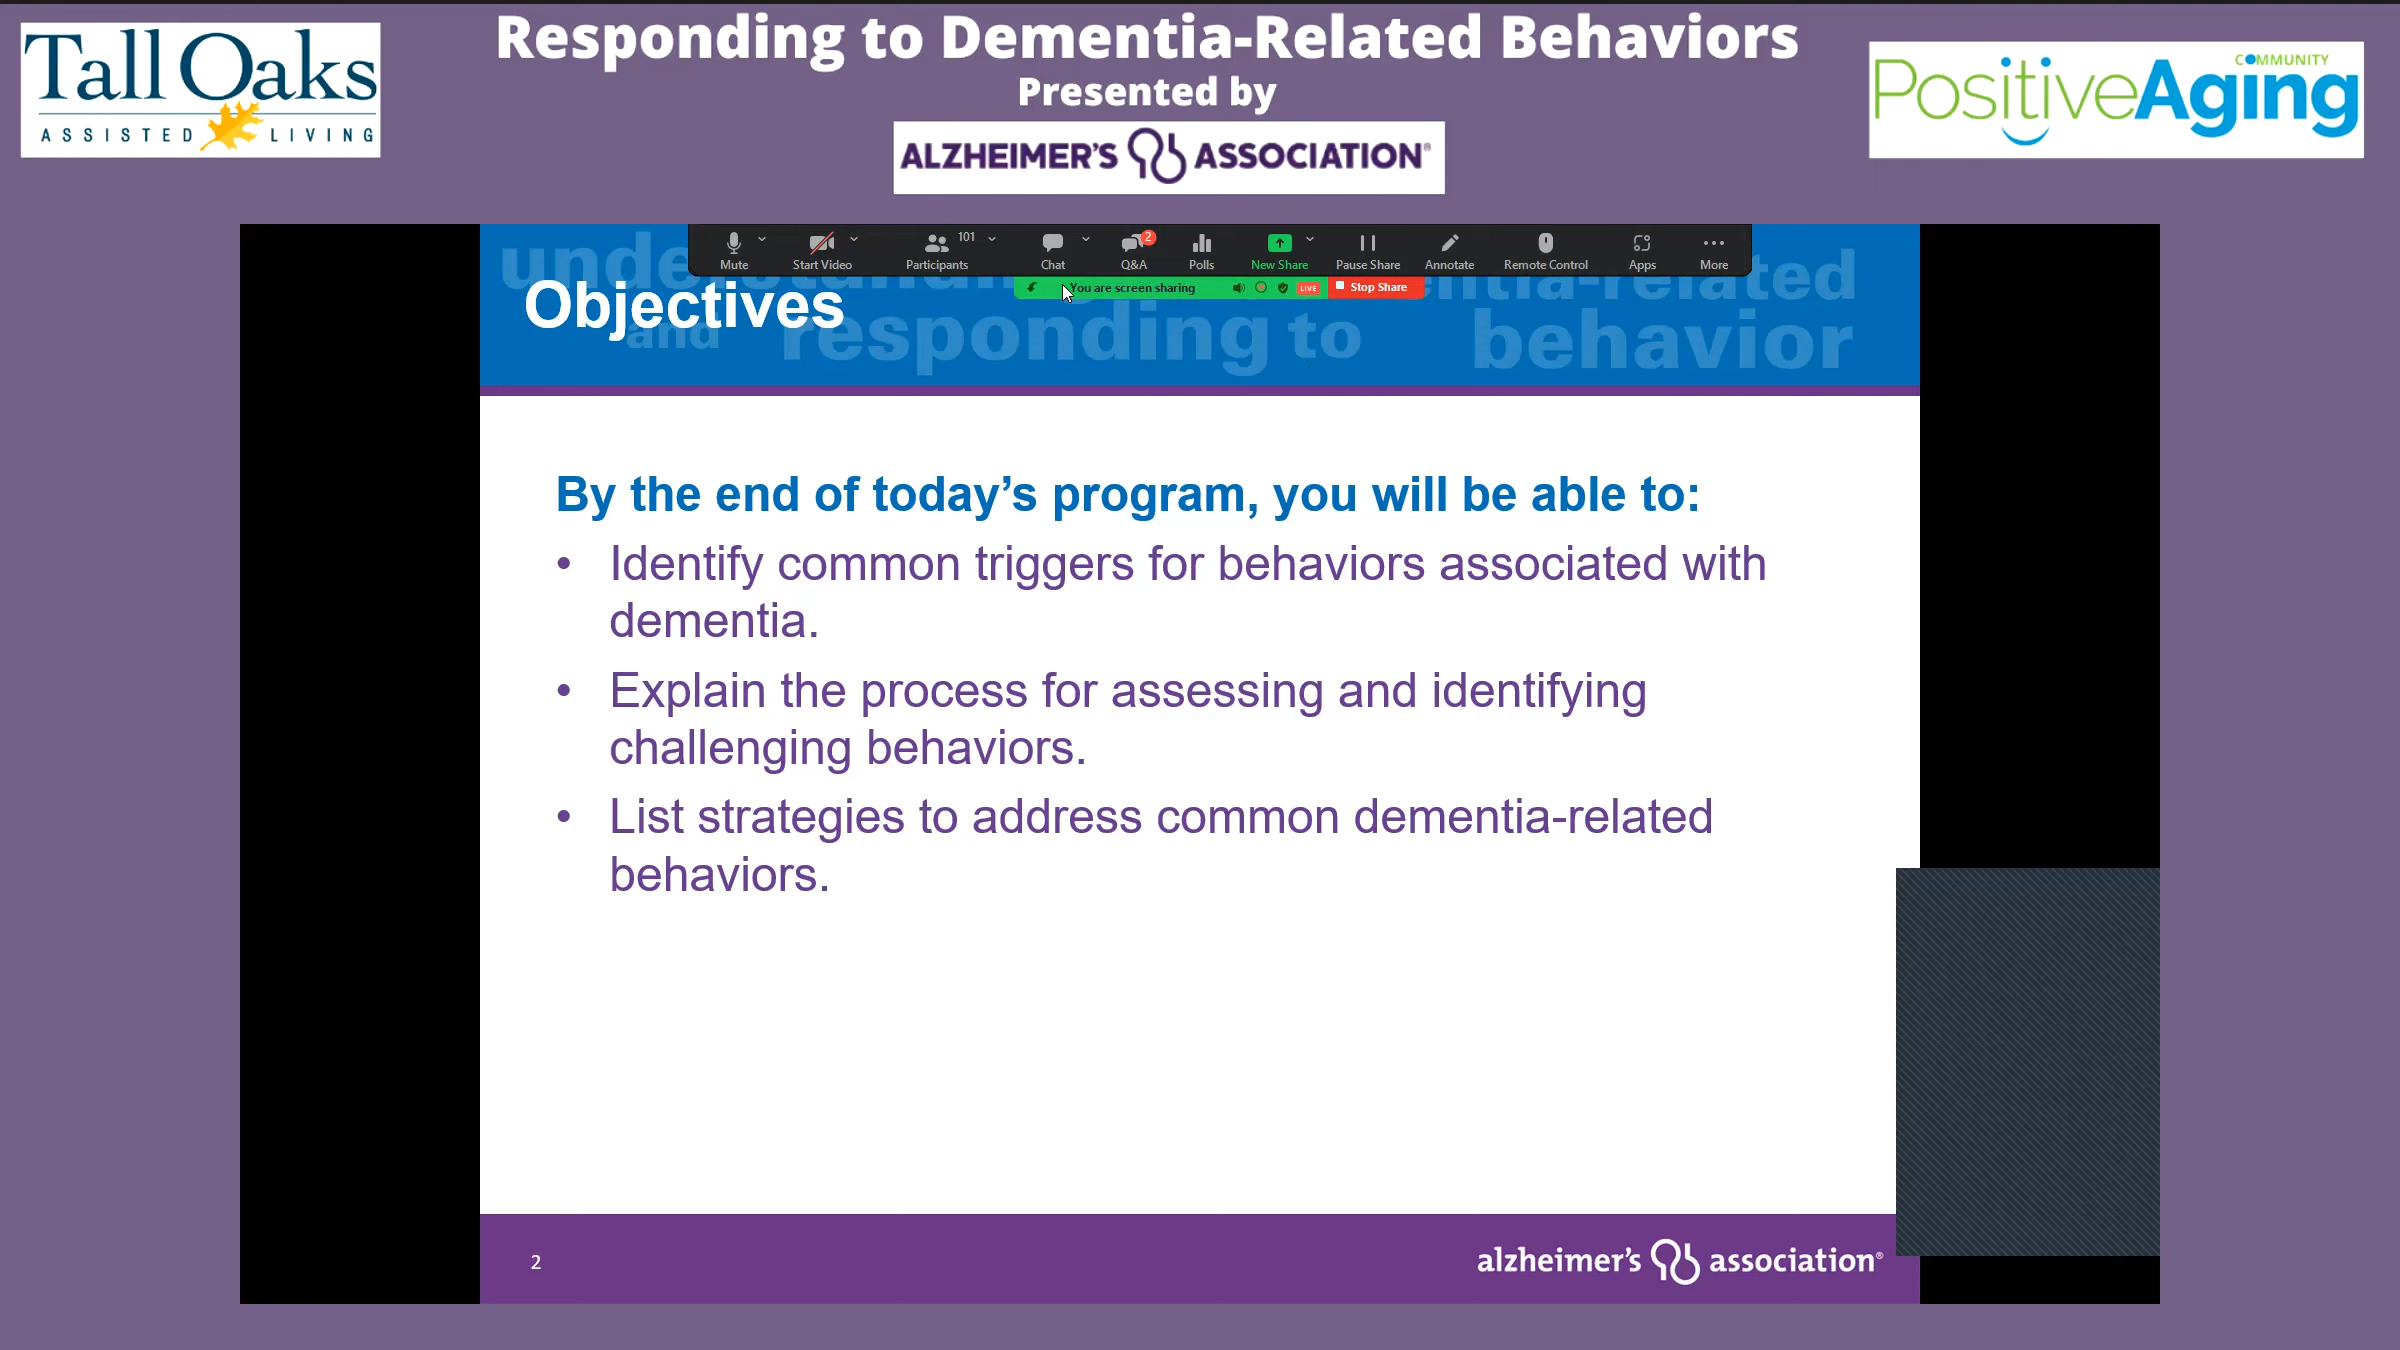 Tall Oaks
ASSISTED LIVING
Responding to Dementia-Related Behaviors
Presented by
ALZHEIMER'S ASSOCIATION®
COMMUNITY
PositiveAging
Mute
Start Video
101
Participants
Chat
2
Q&A
Polls
New Share
Pause Share
Annotate
Remote Control
Apps
More
You are screen sharing
LIVE
Stop Share
Objectives
and responding to behavior
By the end of today’s program, you will be able to:
• Identify common triggers for behaviors associated with
dementia.
• Explain the process for assessing and identifying
challenging behaviors.
• List strategies to address common dementia-related
behaviors.
2
alzheimer's association®